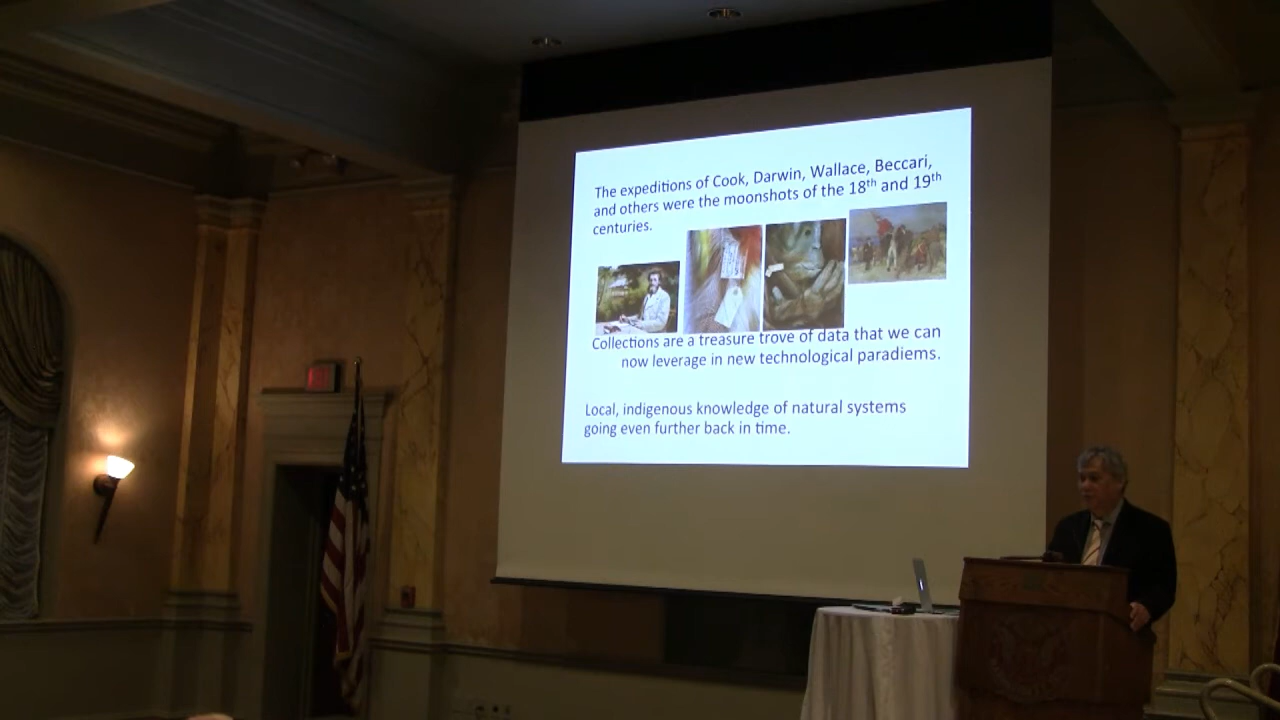 The expeditions of Cook, Darwin, Wallace, Beccari,
and others were the moonshots of the 18th and 19th
centuries.
Collections are a treasure trove of data that we can
now leverage in new technological paradiems.
Local, indigenous knowledge of natural systems
going even further back in time.